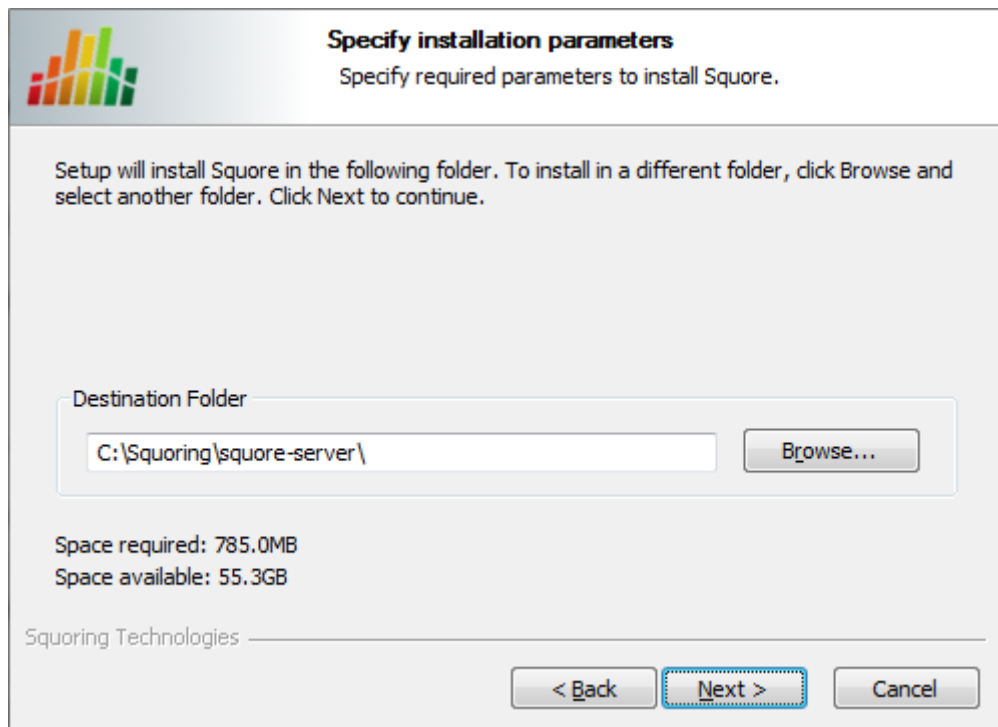 Specify installation parameters
Specify required parameters to install Squore.
Setup will install Squore in the following folder. To install in a different folder, click Browse and
select another folder. Click Next to continue.
Destination Folder
C:\Squoring\squore-server\
Browse...
Space required: 785.0MB
Space available: 55.3GB
Squoring Technologies
< Back
Next >
Cancel